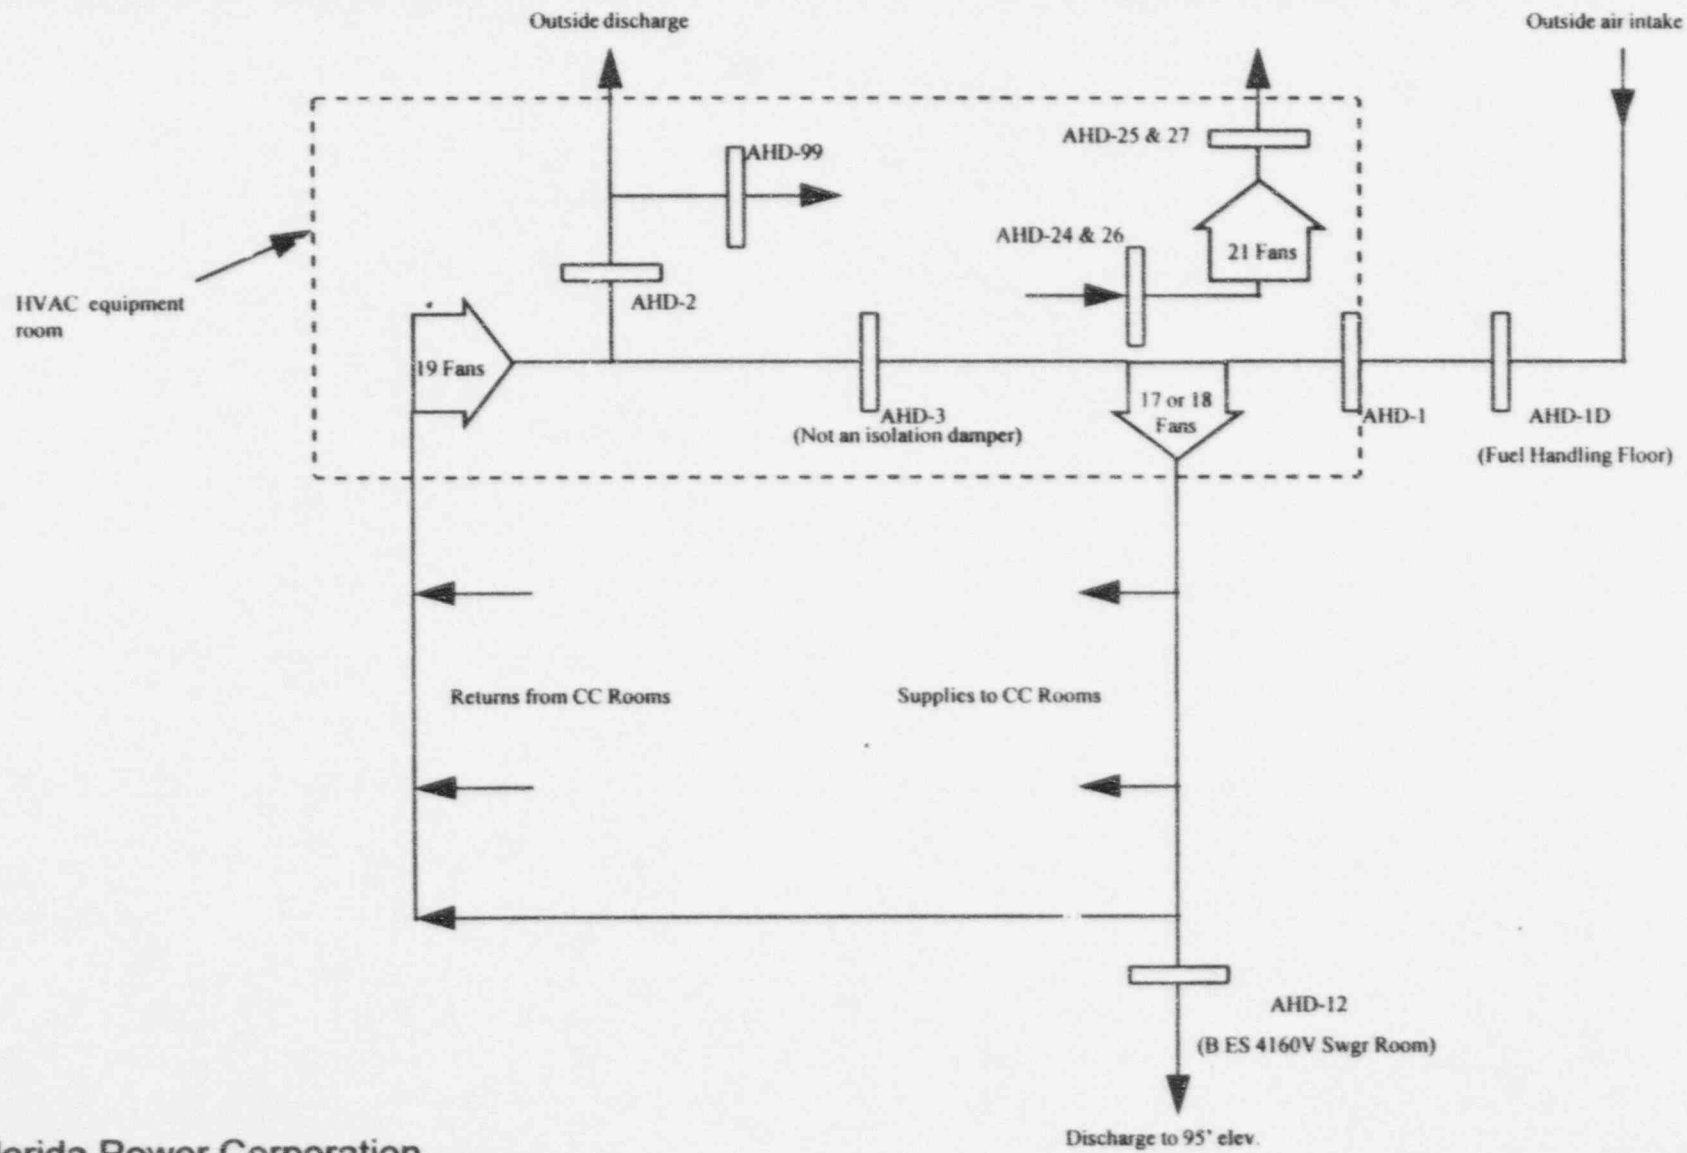 Outside discharge
Outside air intake
AHD-25 & 27
AHD-99
AHD-24 & 26
21 Fans
HVAC equipment
room
AHD-2
19 Fans
17 or 18
Fans
AHD-3
(Not an isolation damper)
AHD-1
AHD-1D
(Fuel Handling Floor)
Returns from CC Rooms
Supplies to CC Rooms
AHD-12
(B ES 4160V Swgr Room)
Discharge to 95' elev.
lorida Power Corporation